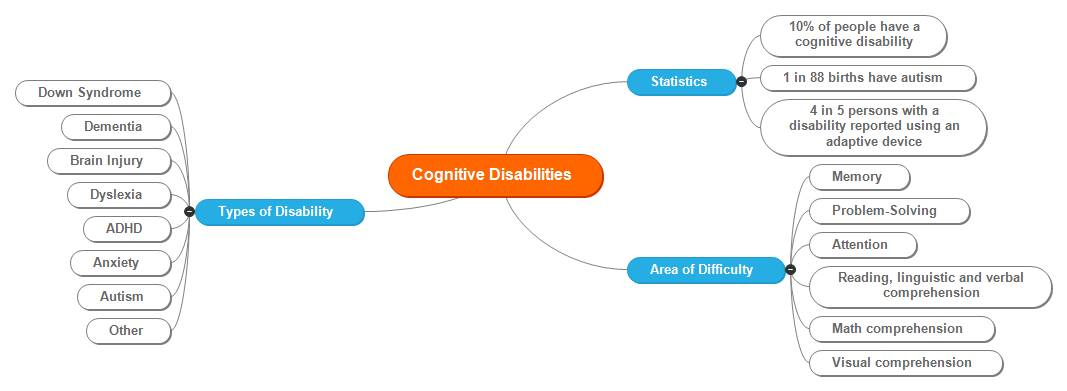 Cognitive Disabilities
Statistics
10% of people have a
cognitive disability
1 in 88 births have autism
4 in 5 persons with a
disability reported using an
adaptive device
Area of Difficulty
Memory
Problem-Solving
Attention
Reading, linguistic and verbal
comprehension
Math comprehension
Visual comprehension
Types of Disability
Down Syndrome
Dementia
Brain Injury
Dyslexia
ADHD
Anxiety
Autism
Other